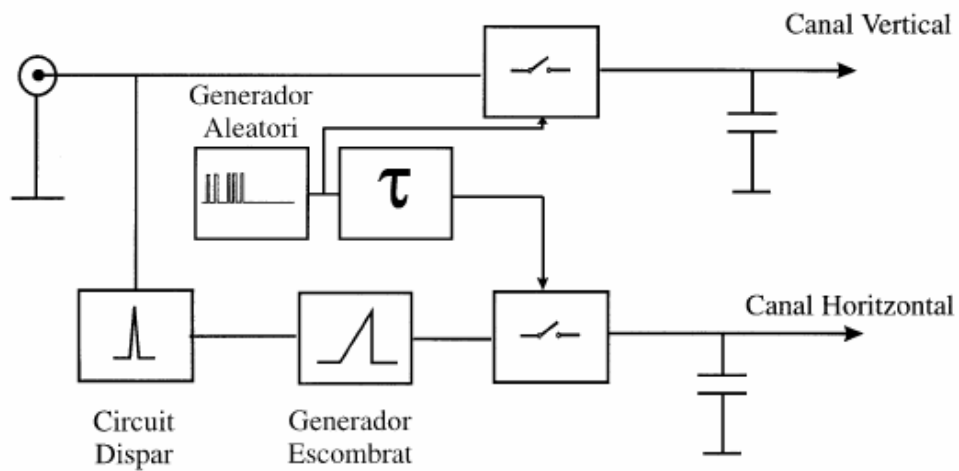 Canal Vertical
Generador
Aleatori
τ
Canal Horitzontal
Circuit
Dispar
Generador
Escombrat